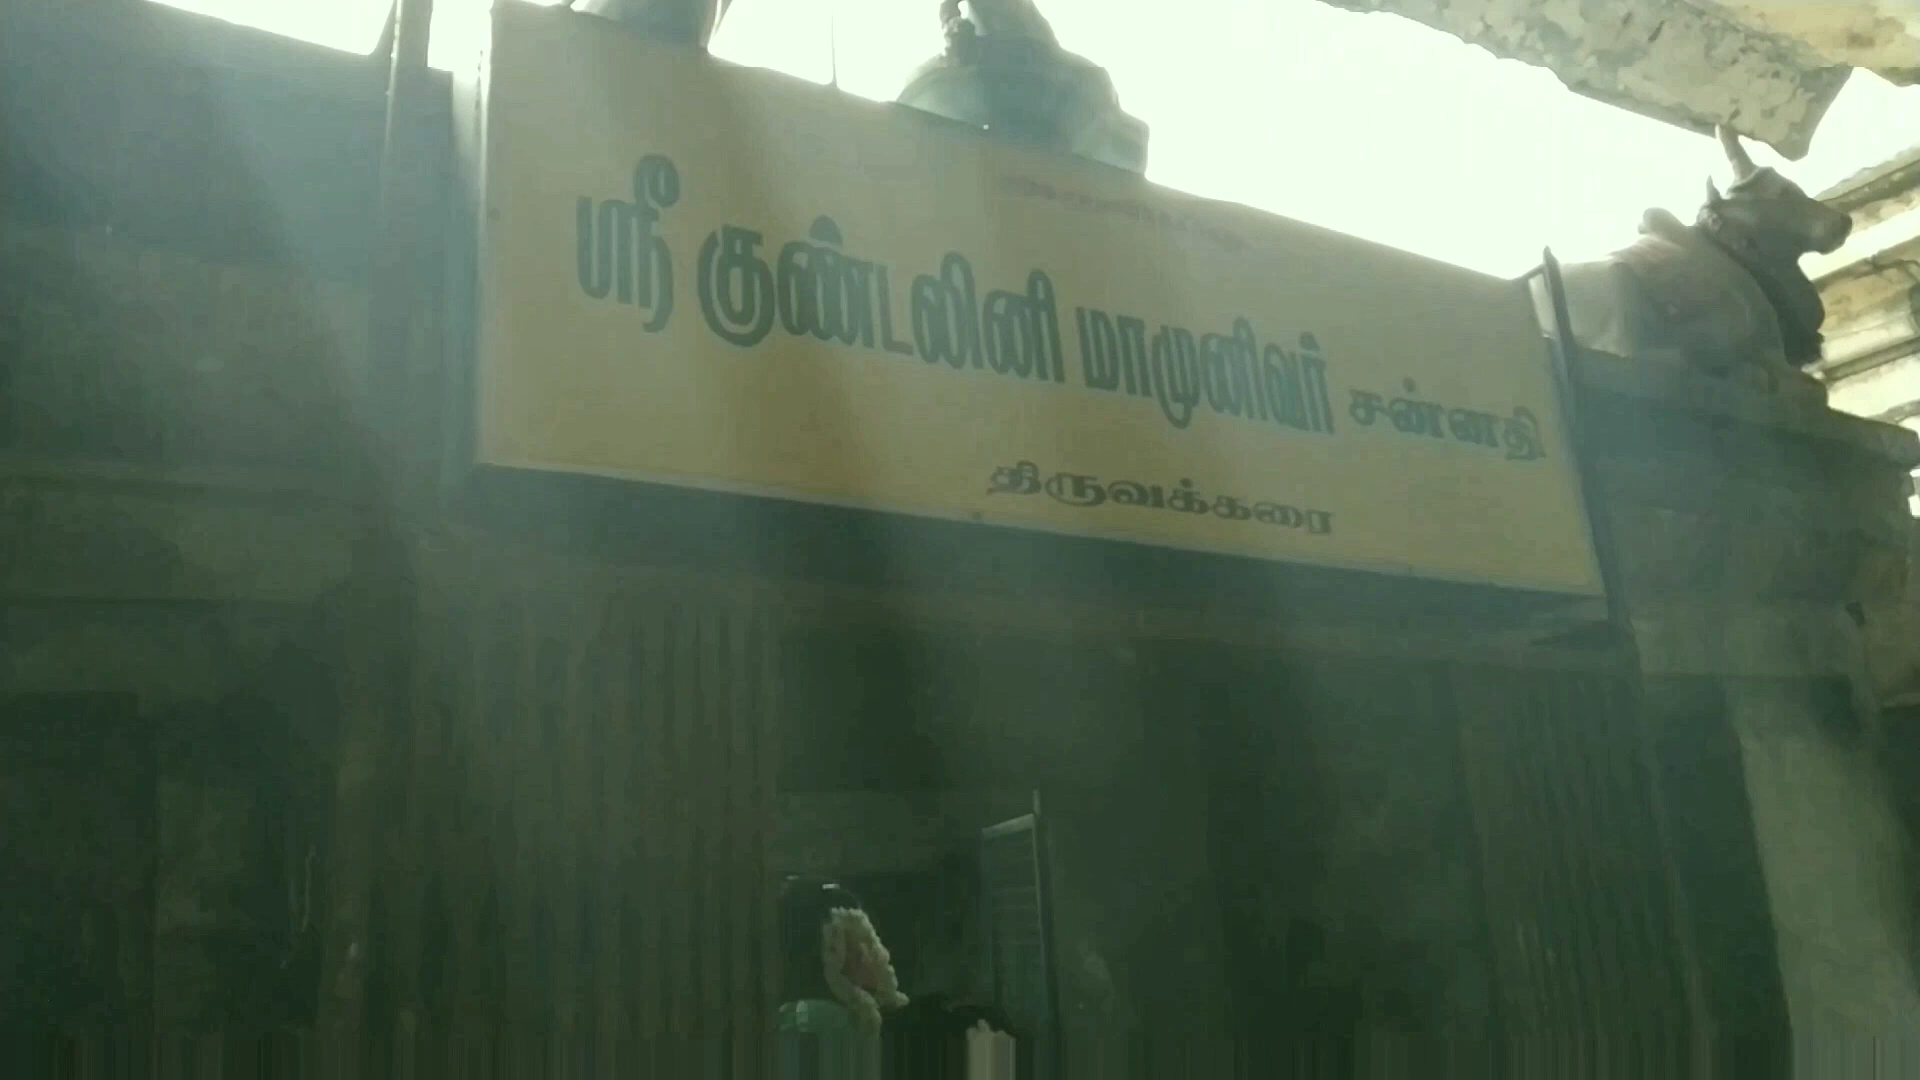 ஸ்ரீ குண்டலினி மாமுனிவர் சன்னதி
திருவக்கரை